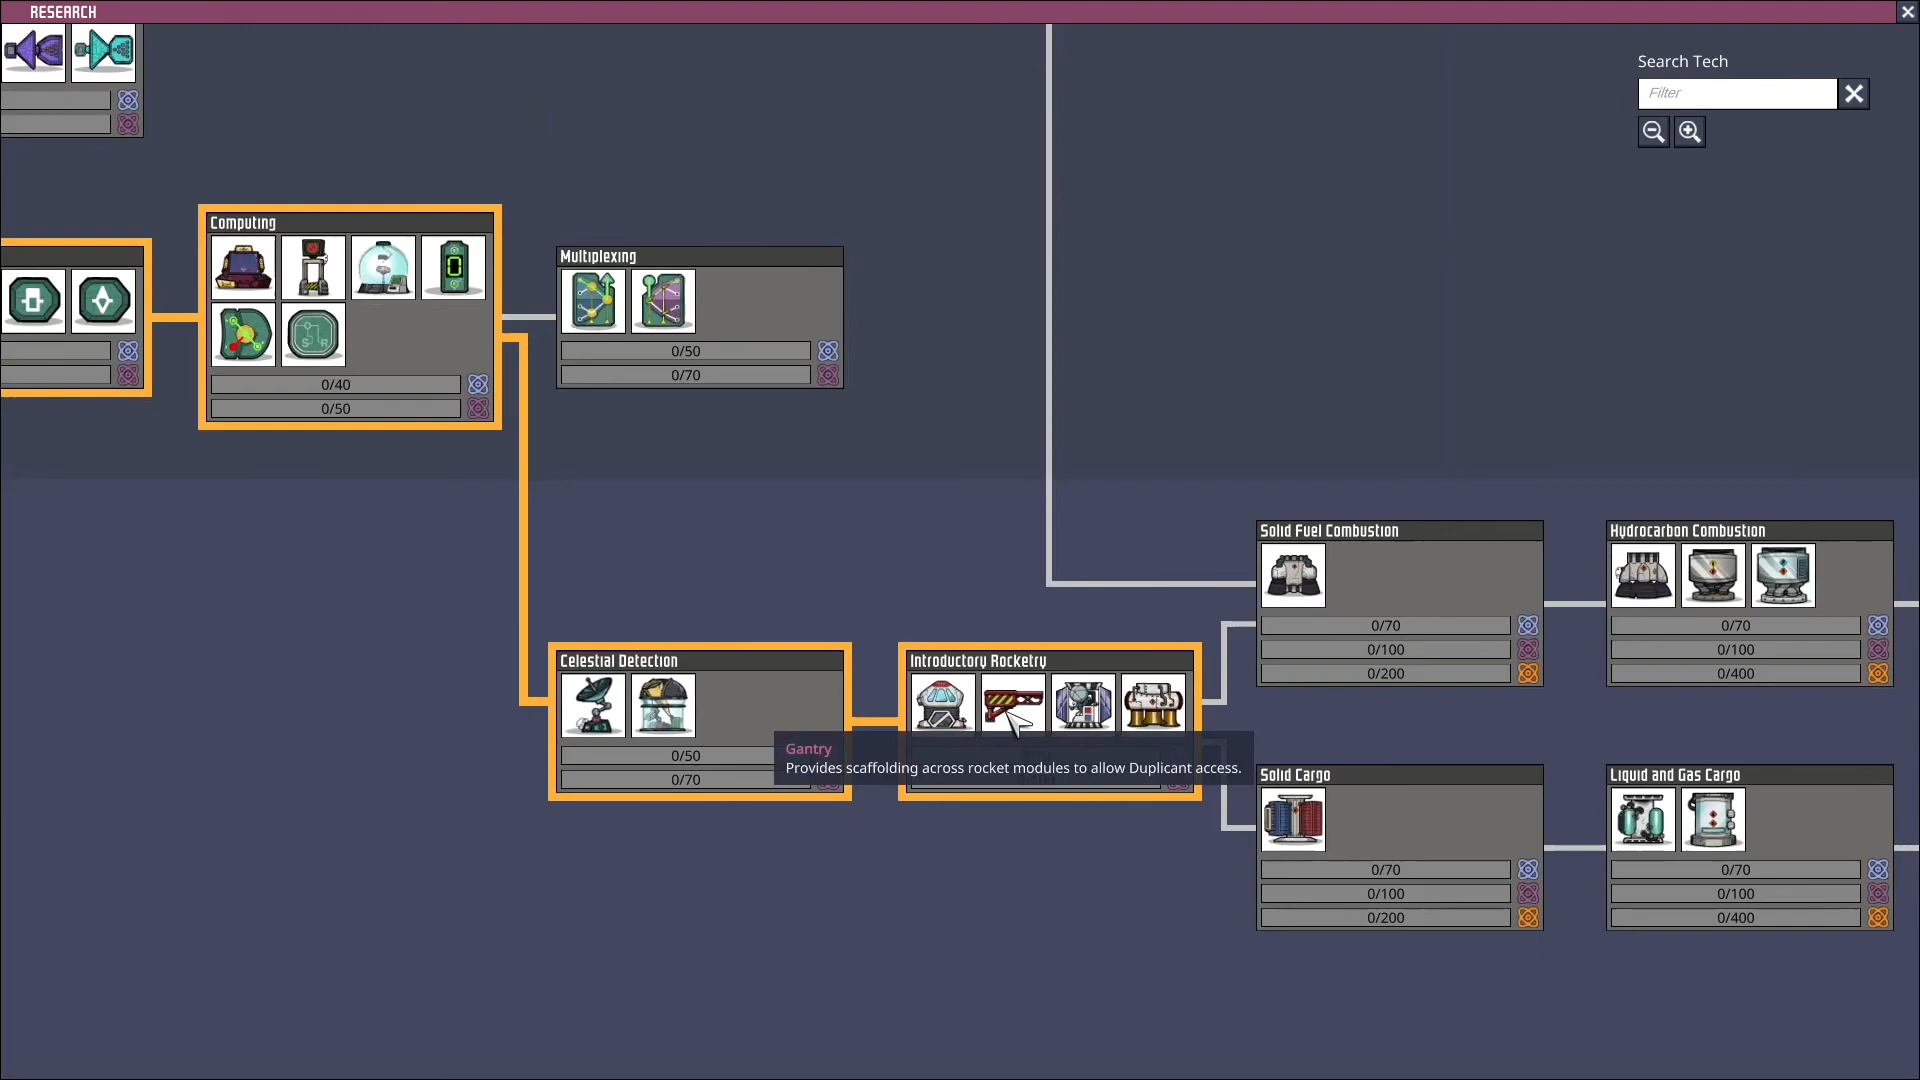 RESEARCH
Search Tech
Filter
Computing
0
S R
0/40
0/50
Multiplexing
0/50
0/70
Solid Fuel Combustion
0/70
0/100
0/200
Hydrocarbon Combustion
0/70
0/100
0/400
Celestial Detection
0/50
0/70
Introductory Rocketry
Gantry
Provides scaffolding across rocket modules to allow Duplicant access.
Solid Cargo
0/70
0/100
0/200
Liquid and Gas Cargo
0/70
0/100
0/400